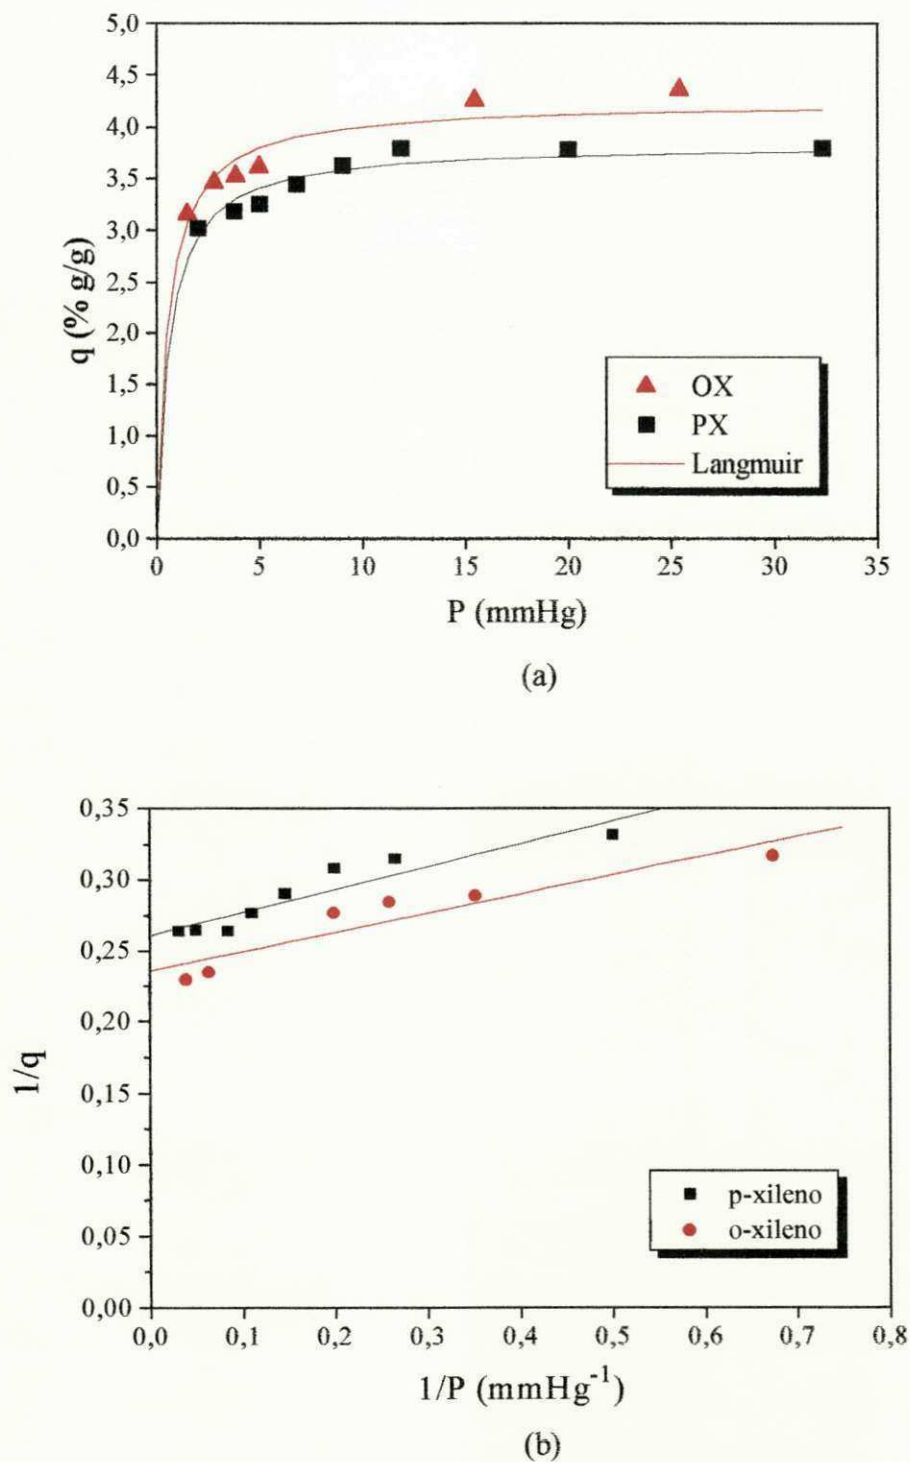 5,0
4,5
4,0
3,5
3,0
2,5
2,0
1,5
1,0
0,5
0,0
q (% g/g)
OX
PX
Langmuir
0 5 10 15 20 25 30 35
P (mmHg)
(a)
0,35
0,30
0,25
0,20
0,15
0,10
0,05
0,00
1/q
p-xileno
o-xileno
0,0 0,1 0,2 0,3 0,4 0,5 0,6 0,7 0,8
1/P (mmHg⁻¹)
(b)